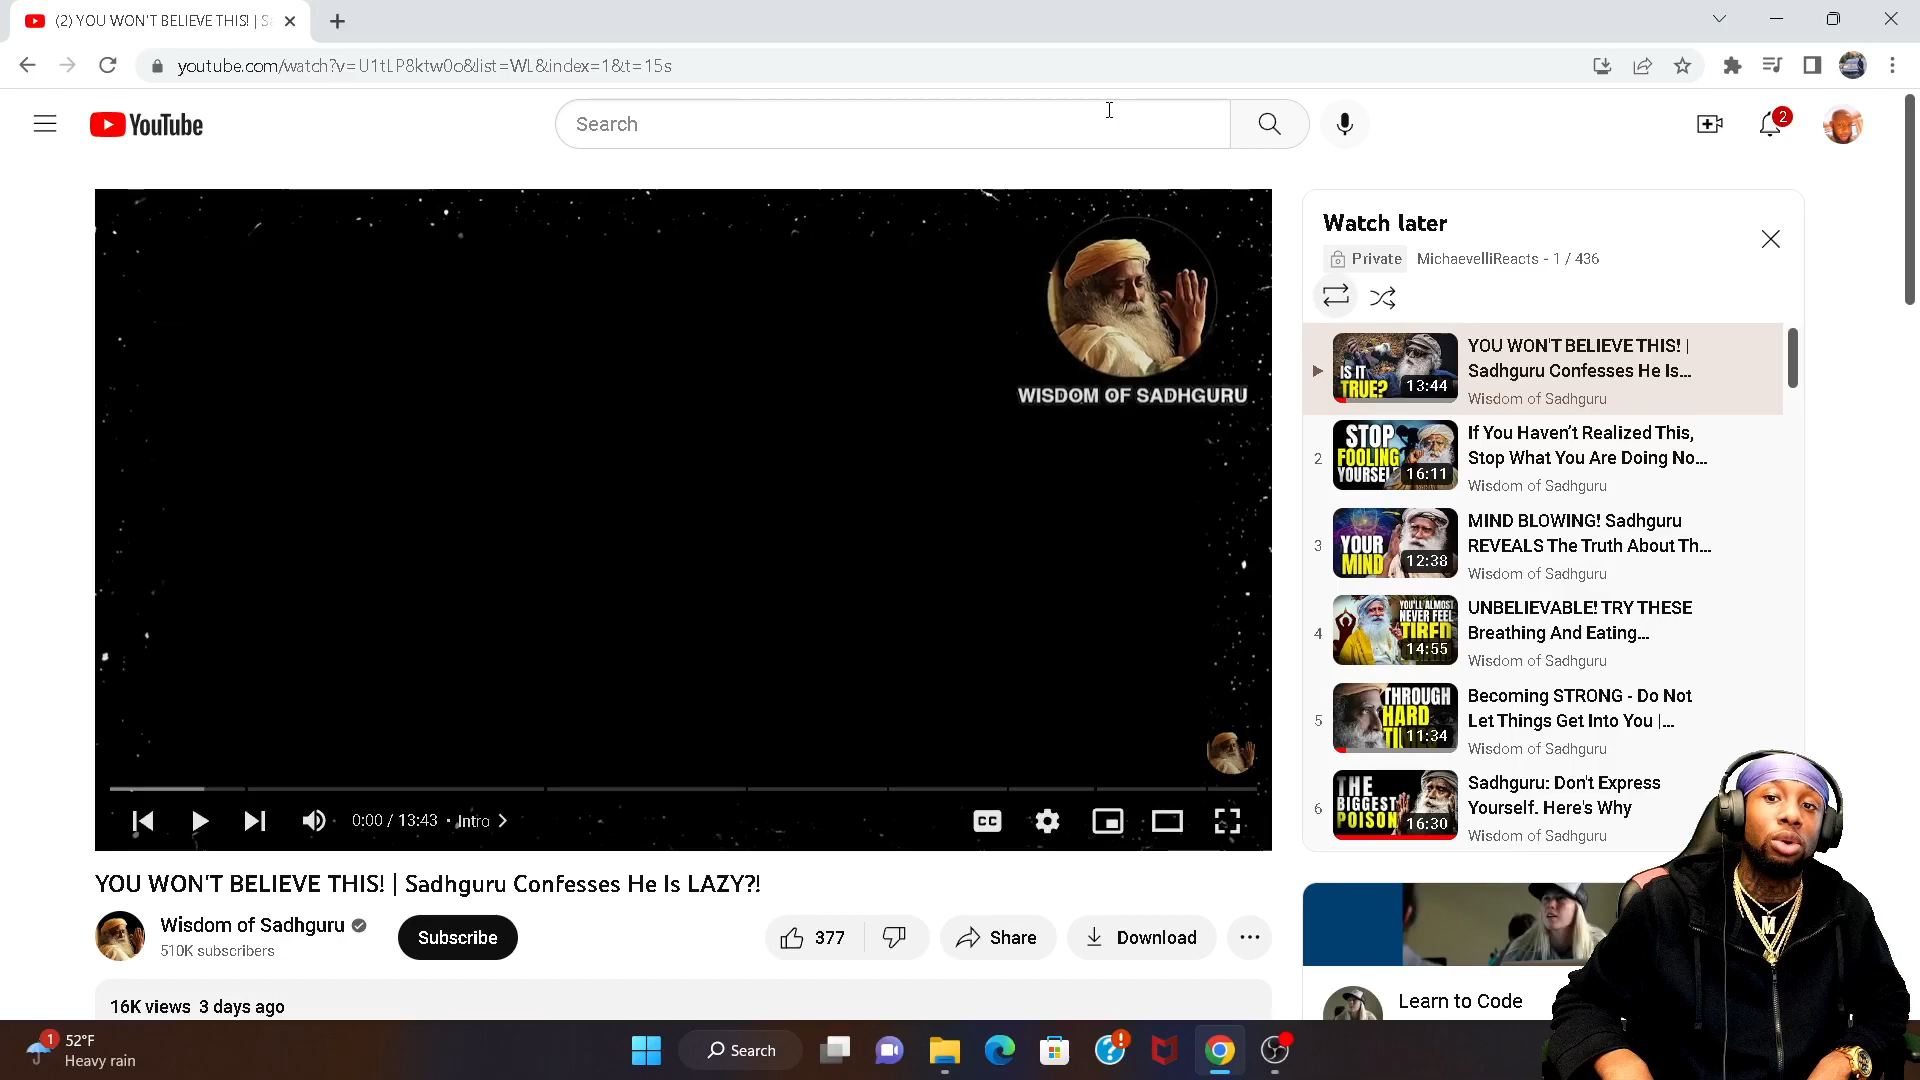 (2) YOU WON'T BELIEVE THIS! | Sa
youtube.com/watch?v=U1tLP8ktw0o&list=WL&index=1&t=15s
YouTube
Search
2
WISDOM OF SADHGURU
0:00 / 13:43 • Intro
CC
Watch later
Private MichaevelliReacts - 1 / 436
IS IT
TRUE?
13:44
YOU WON'T BELIEVE THIS! |
Sadhguru Confesses He Is...
Wisdom of Sadhguru
2
STOP
FOOLING
YOURSELF
16:11
If You Haven't Realized This,
Stop What You Are Doing No...
Wisdom of Sadhguru
3
YOUR
MIND
12:38
MIND BLOWING! Sadhguru
REVEALS The Truth About Th...
Wisdom of Sadhguru
4
YOU'LL ALMOST
NEVER FEEL
TIRED
14:55
UNBELIEVABLE! TRY THESE
Breathing And Eating...
Wisdom of Sadhguru
5
THROUGH
HARD
11:34
Becoming STRONG - Do Not
Let Things Get Into You |...
Wisdom of Sadhguru
6
THE
BIGGEST
POISON
16:30
Sadhguru: Don't Express
Yourself. Here's Why
Wisdom of Sadhguru
YOU WON'T BELIEVE THIS! | Sadhguru Confesses He Is LAZY?!
Wisdom of Sadhguru
510K subscribers
Subscribe
377
Share
Download
16K views 3 days ago
Learn to Code
M
1
52°F
Heavy rain
Search